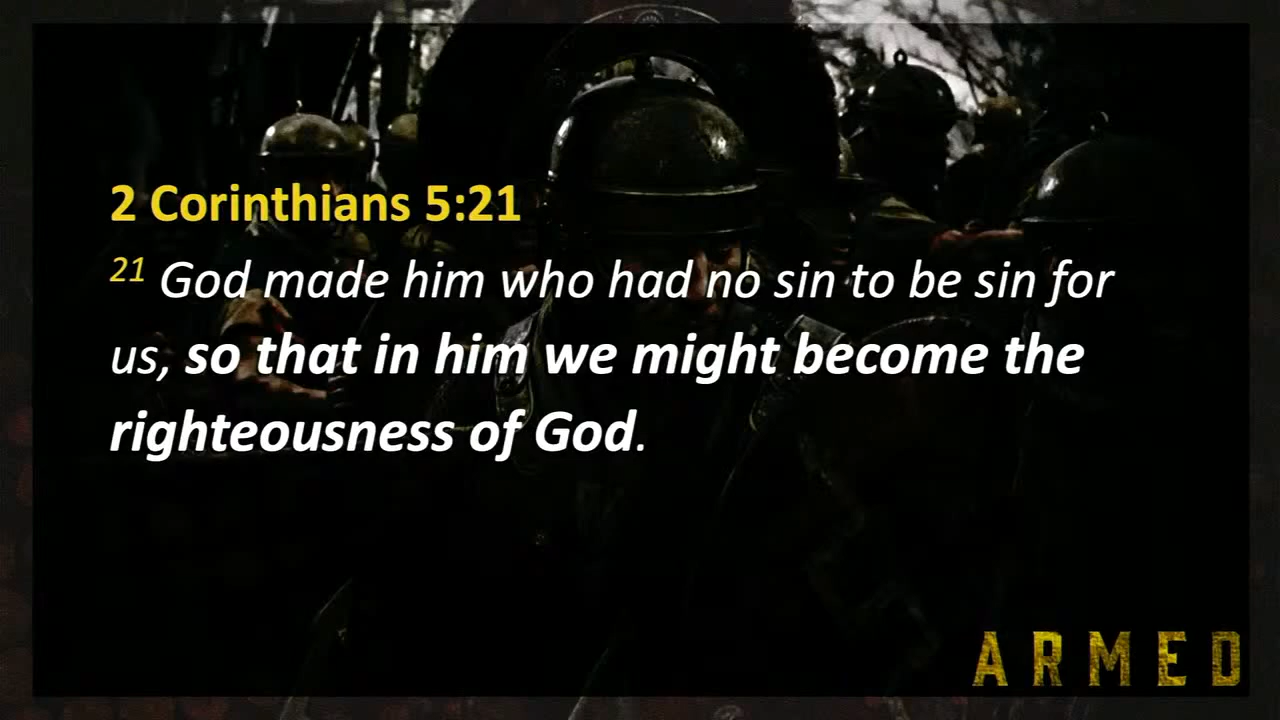 2 Corinthians 5:21
21 God made him who had no sin to be sin for
us, so that in him we might become the
righteousness of God.
ARMED